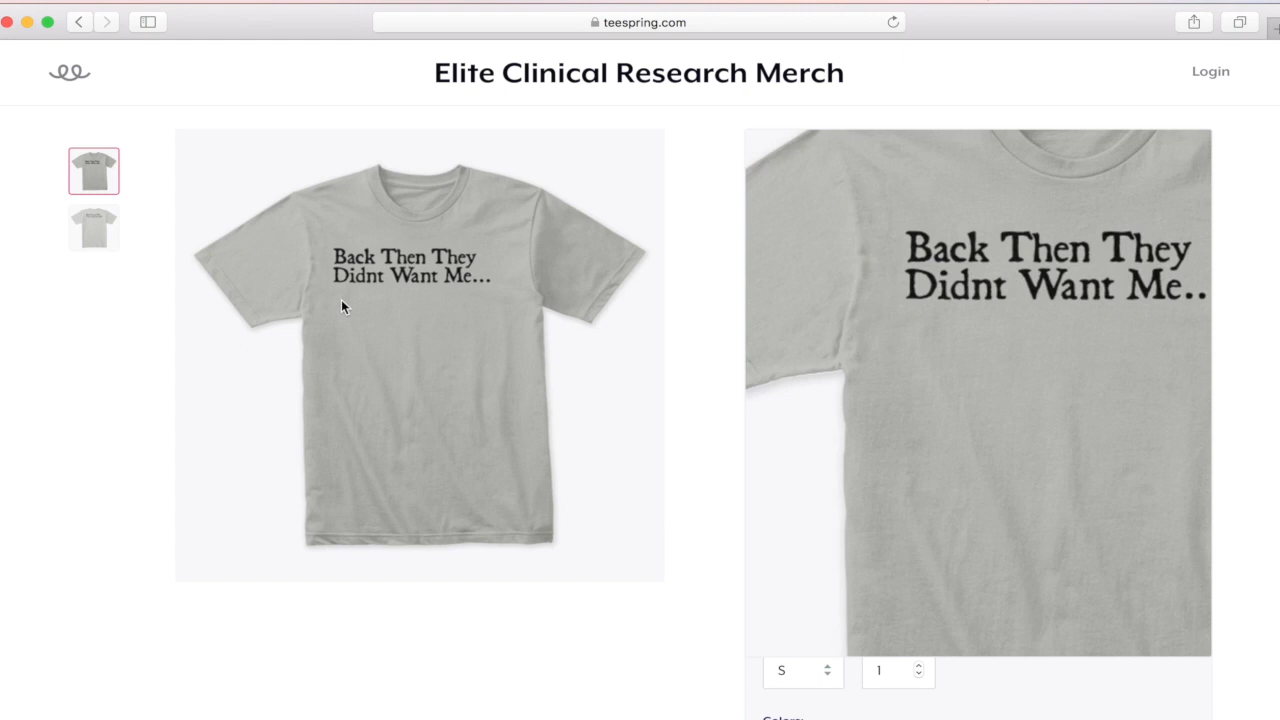 teespring.com
Elite Clinical Research Merch
Login
Back Then They
Didnt Want Me...
Back Then They
Didnt Want Me..
S
1